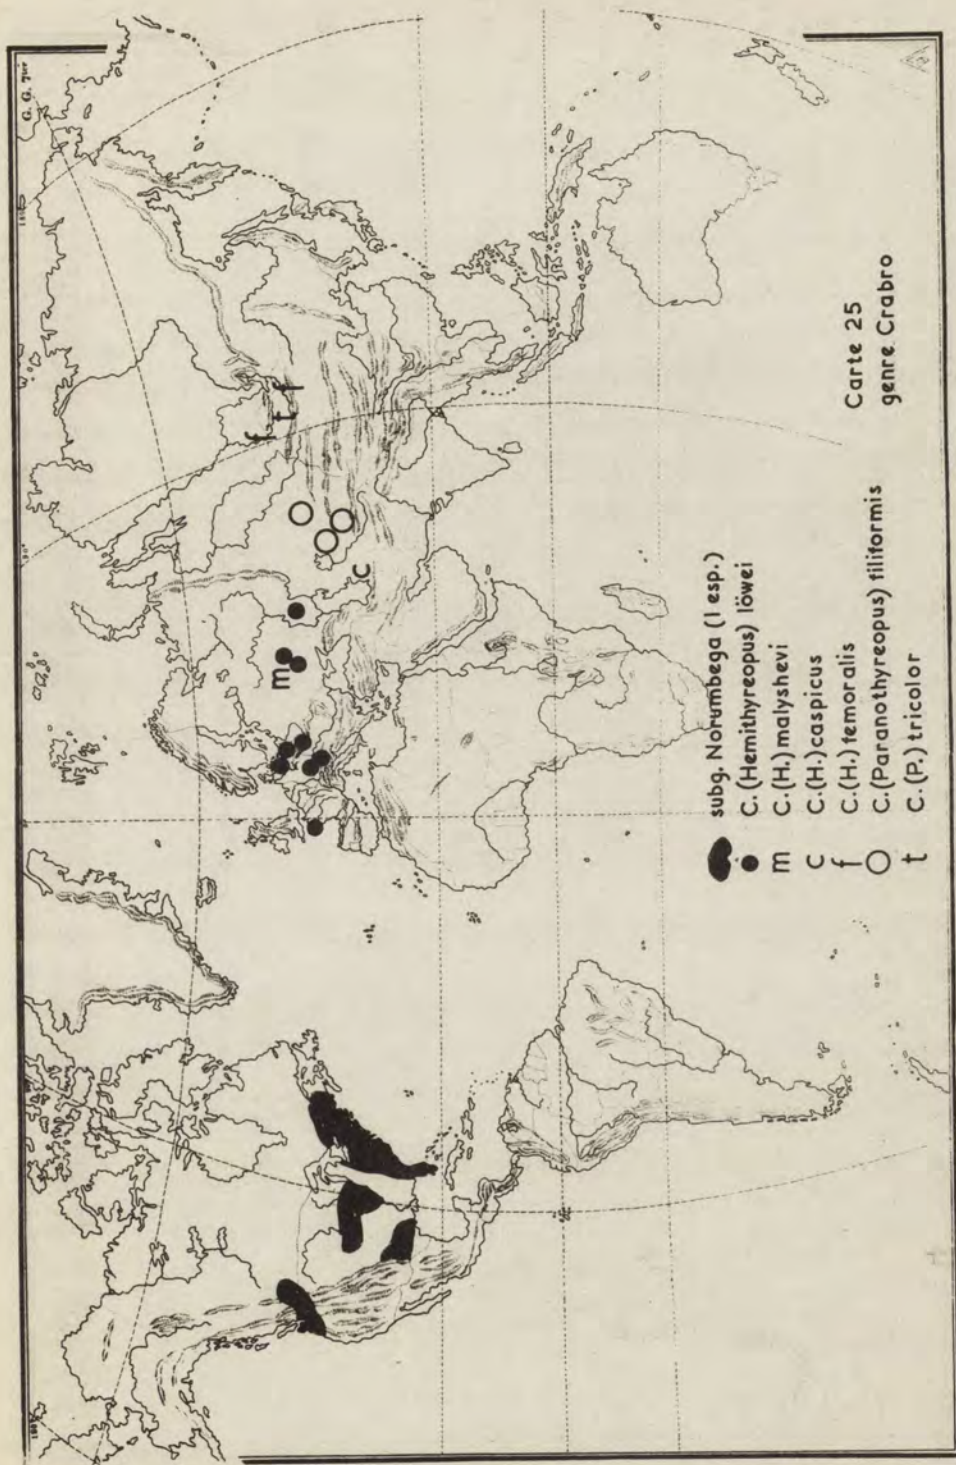 subg. Norumbega (1 esp.)
C.(Hemithyreopus) löwei
m C.(H.) malyshevi
c C.(H.) caspicus
f C.(H.) femoralis
C.(Paranothyreopus) filiformis
t C.(P.) tricolor
Carte 25
genre Crabro
m
c
f
t f